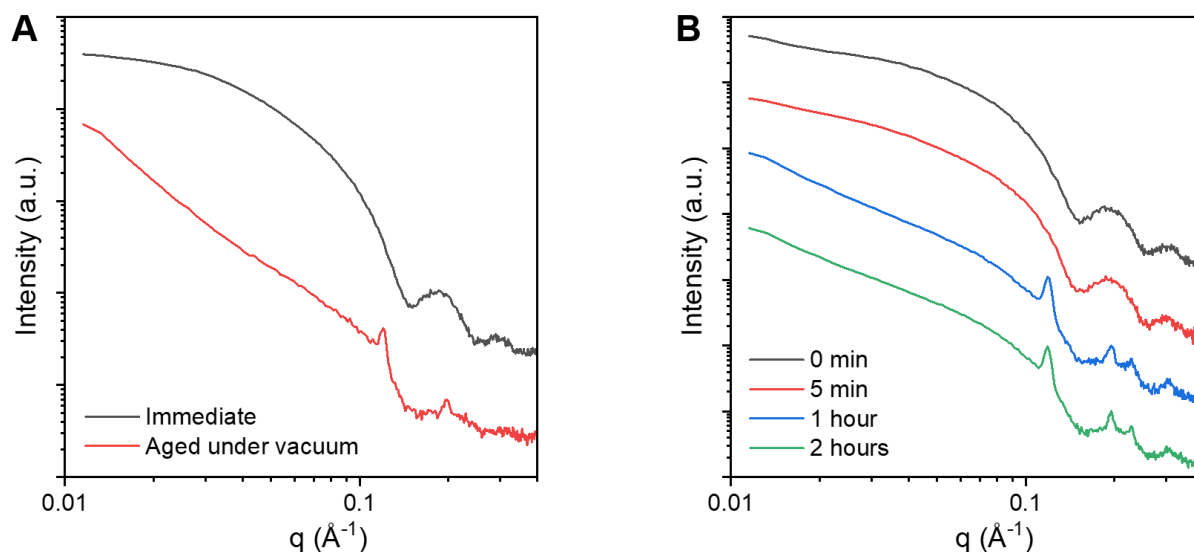 A
Intensity (a.u.)
Immediate
Aged under vacuum
0.01
0.1
q (Å⁻¹)
B
Intensity (a.u.)
0 min
5 min
1 hour
2 hours
0.01
0.1
q (Å⁻¹)